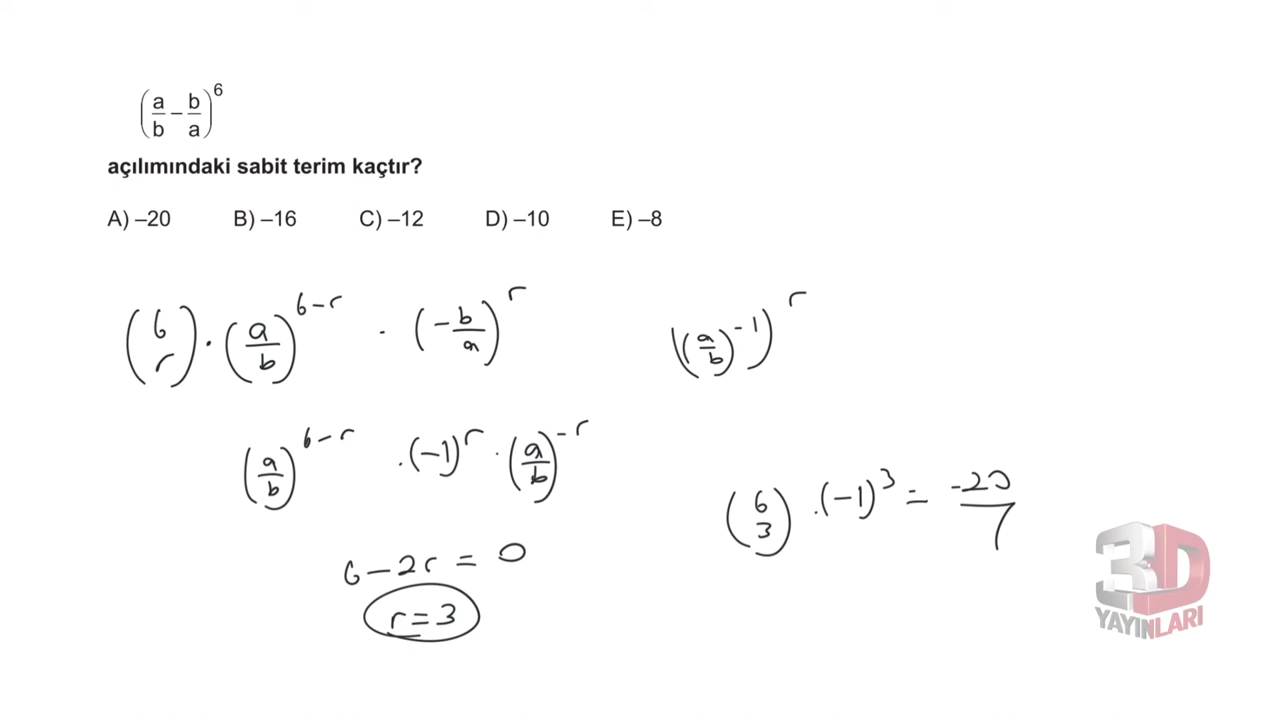 (a/b – b/a)^6
açılımındaki sabit terim kaçtır?
A) –20 B) –16 C) –12 D) –10 E) –8
(6 r) · (a/b)^(6-r) · (-b/a)^r ((a/b)^-1)^r
(a/b)^(6-r) · (-1)^r · (a/b)^-r
(6 3) · (-1)^3 = -20
6 - 2r = 0
r = 3
3D
YAYINLARI